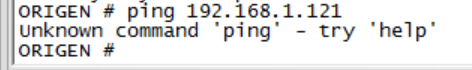 ORIGEN # ping 192.168.1.121
Unknown command 'ping' - try 'help'
ORIGEN #